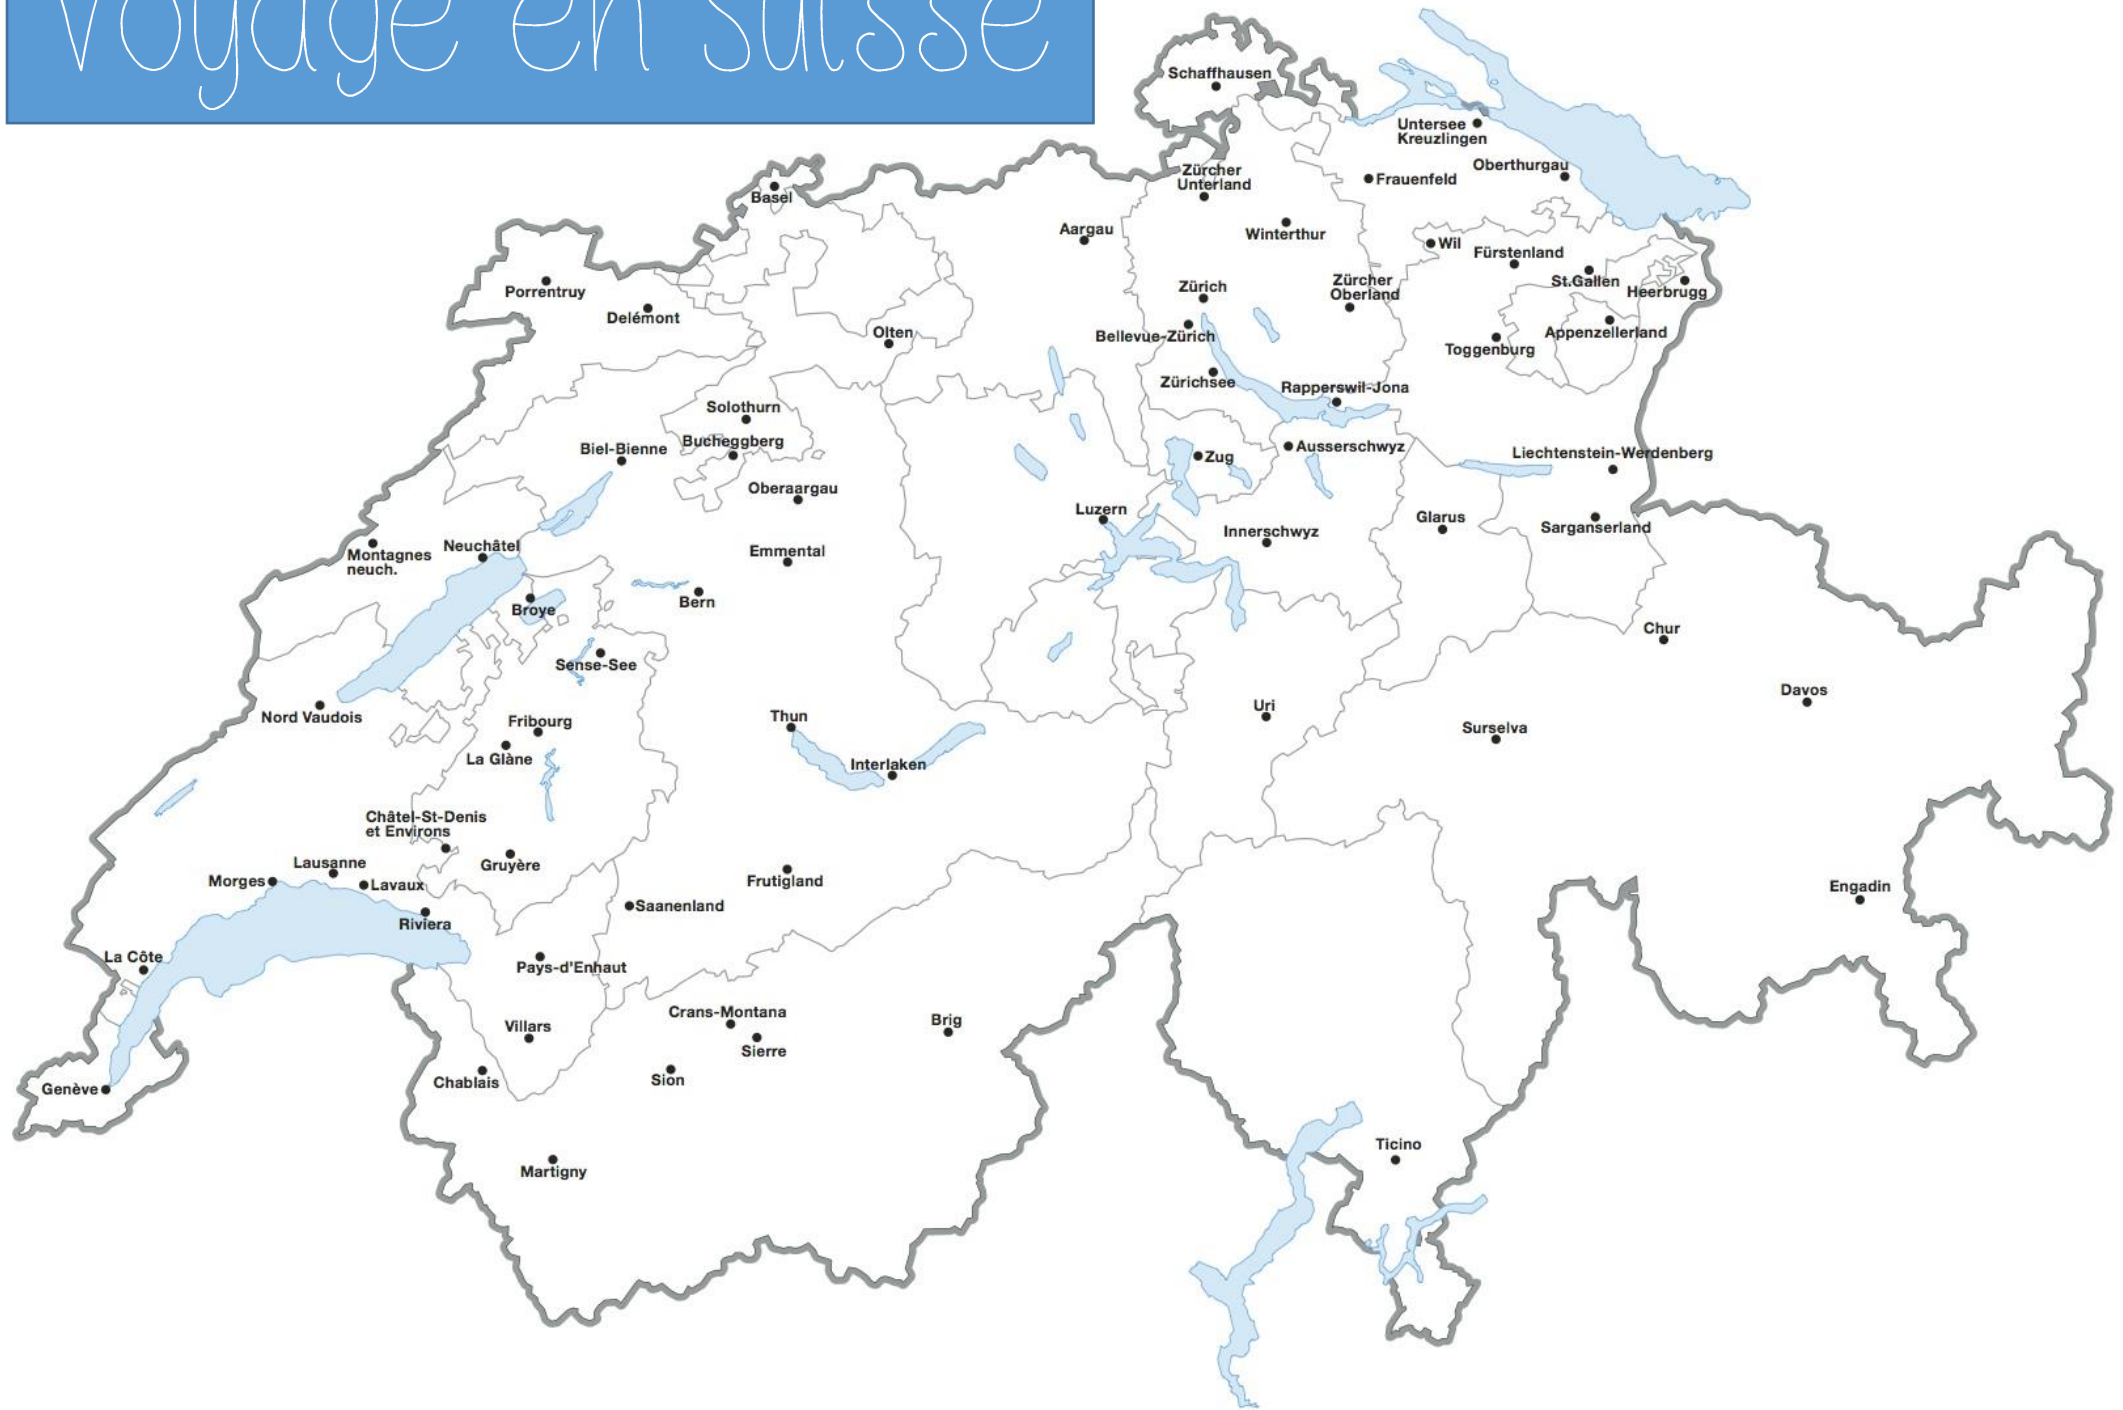 Voyage en Suisse
Schaffhausen
Untersee
Kreuzlingen
Oberthurgau
Frauenfeld
Zürcher
Unterland
Basel
Aargau
Winterthur
Wil
Fürstenland
St.Gallen
Heerbrugg
Porrentruy
Delémont
Zürich
Zürcher
Oberland
Olten
Bellevue-Zürich
Appenzellerland
Toggenburg
Zürichsee
Rapperswil-Jona
Solothurn
Bucheggberg
Biel-Bienne
Ausserschwyz
Zug
Liechtenstein-Werdenberg
Oberaargau
Luzern
Glarus
Sarganserland
Innerschwyz
Montagnes
neuch.
Neuchâtel
Emmental
Bern
Broye
Chur
Sense-See
Davos
Nord Vaudois
Fribourg
Thun
Uri
Surselva
La Glàne
Interlaken
Châtel-St-Denis
et Environs
Lausanne
Gruyère
Morges
Lavaux
Frutigland
Engadin
Saanenland
Riviera
La Côte
Pays-d'Enhaut
Crans-Montana
Brig
Villars
Sierre
Chablais
Sion
Genève
Ticino
Martigny